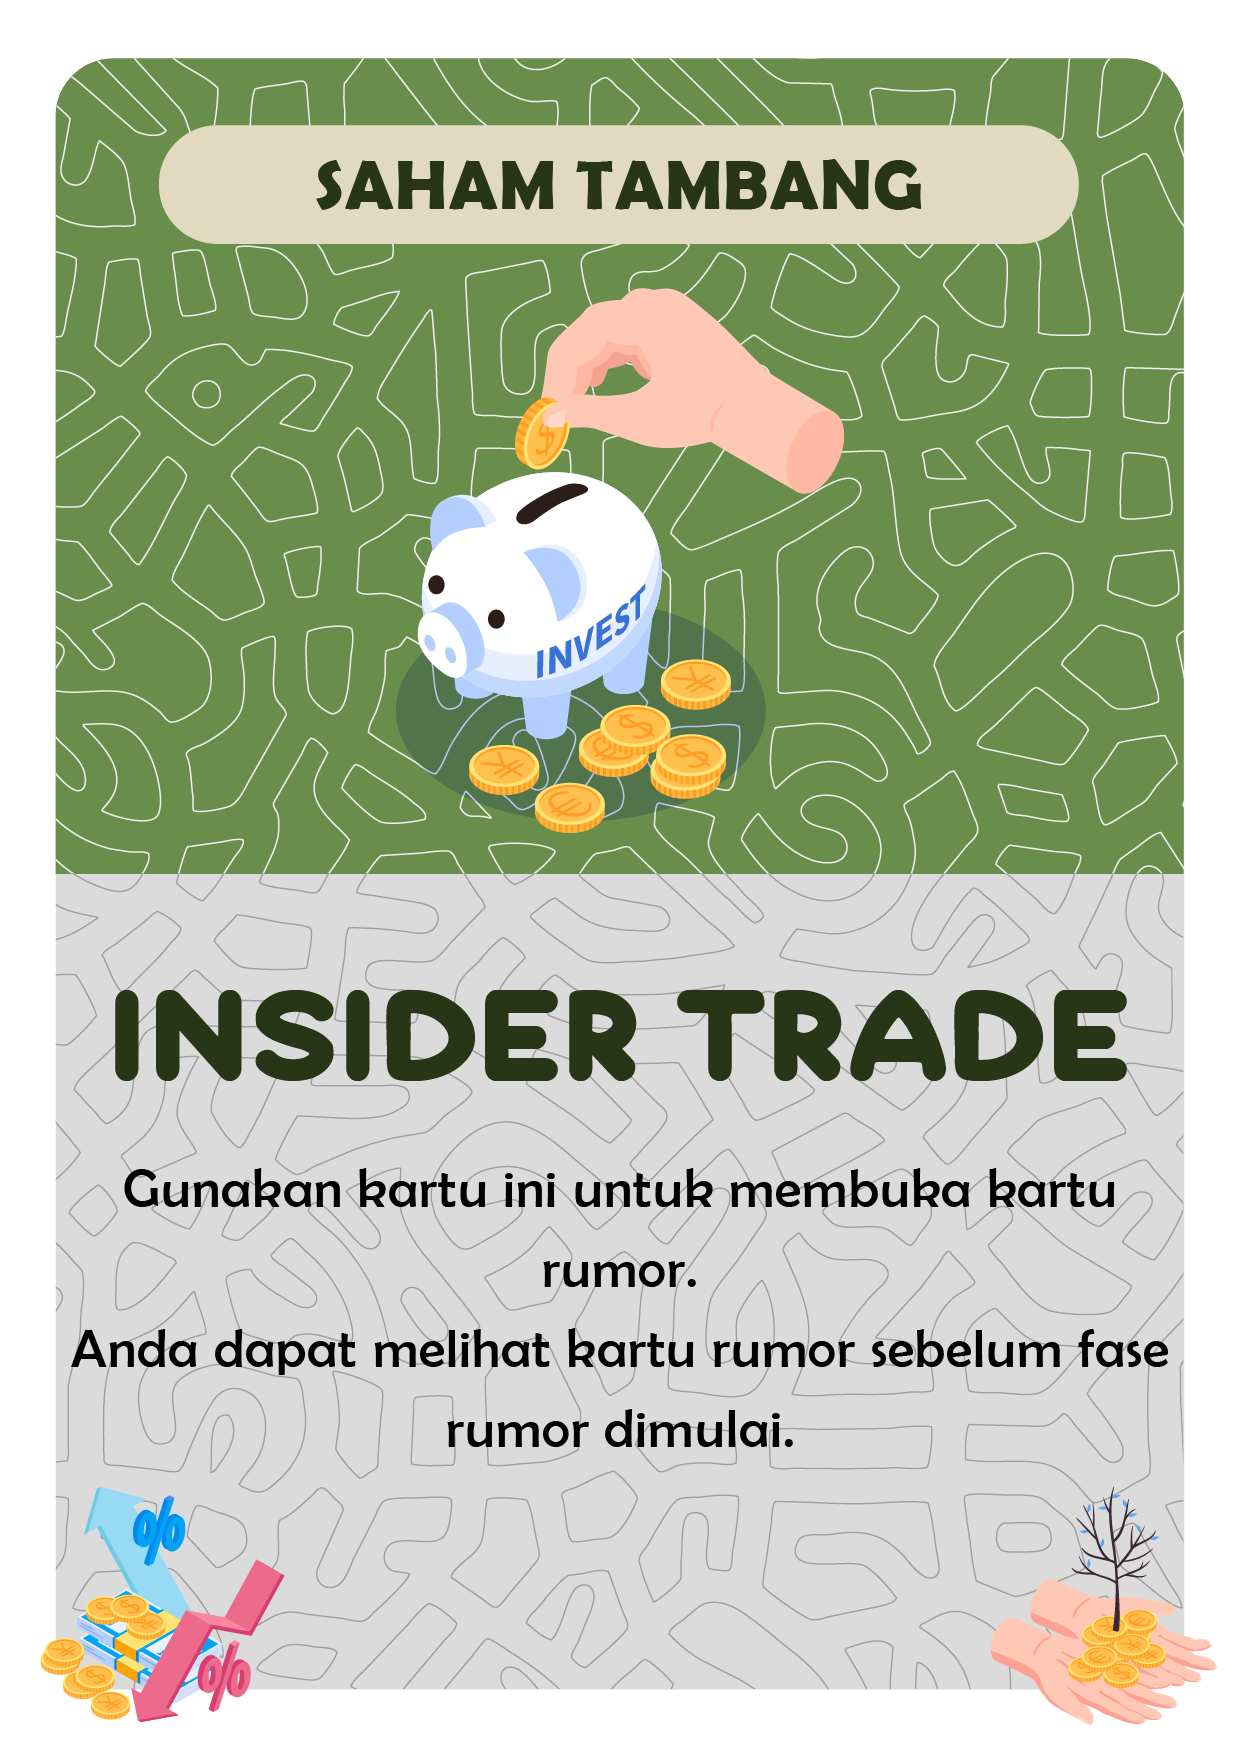 SAHAM TAMBANG
INVEST
INSIDER TRADE
Gunakan kartu ini untuk membuka kartu
rumor.
Anda dapat melihat kartu rumor sebelum fase
rumor dimulai.
%
%